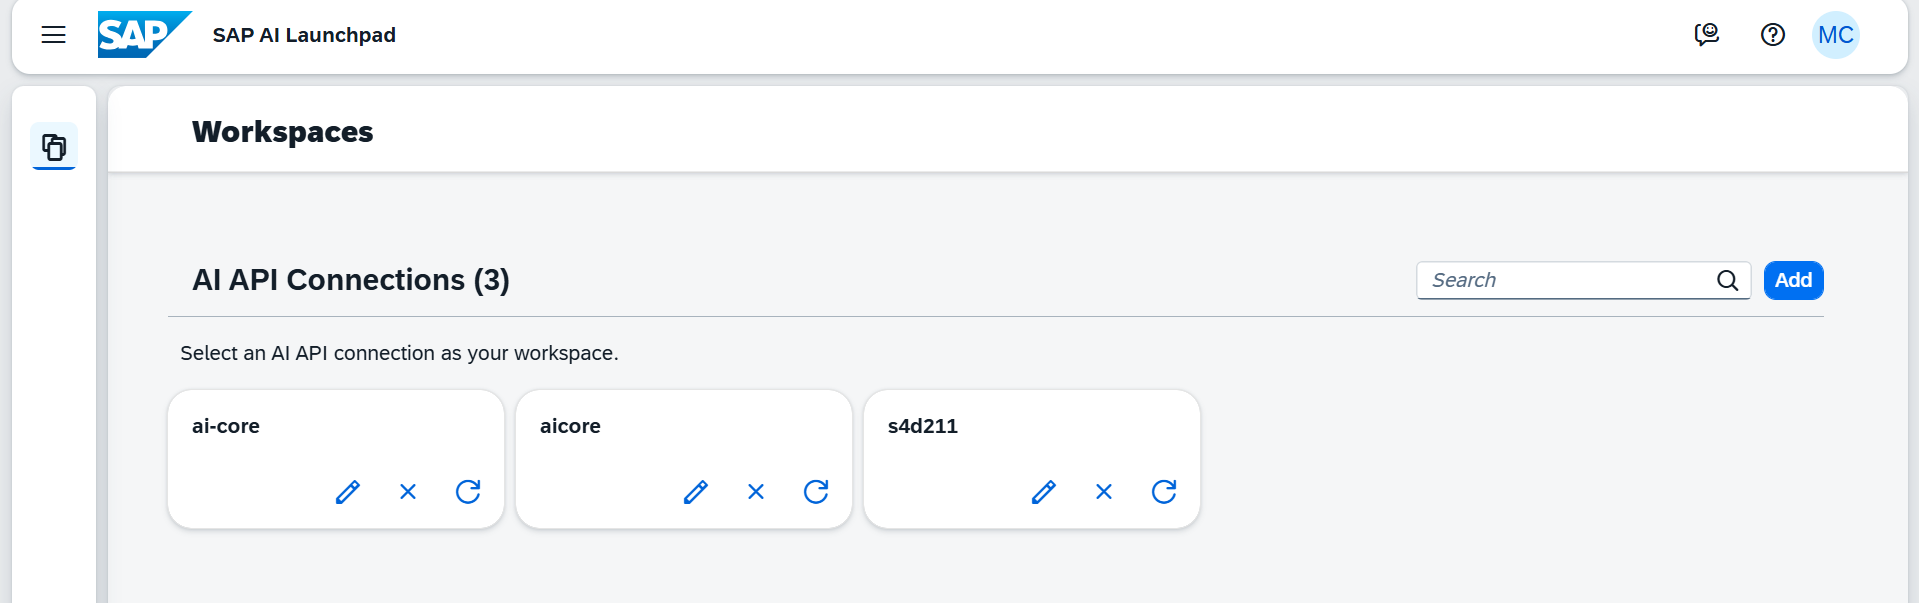 SAP SAP AI Launchpad MC
Workspaces
AI API Connections (3) Search Add
Select an AI API connection as your workspace.
ai-core aicore s4d211